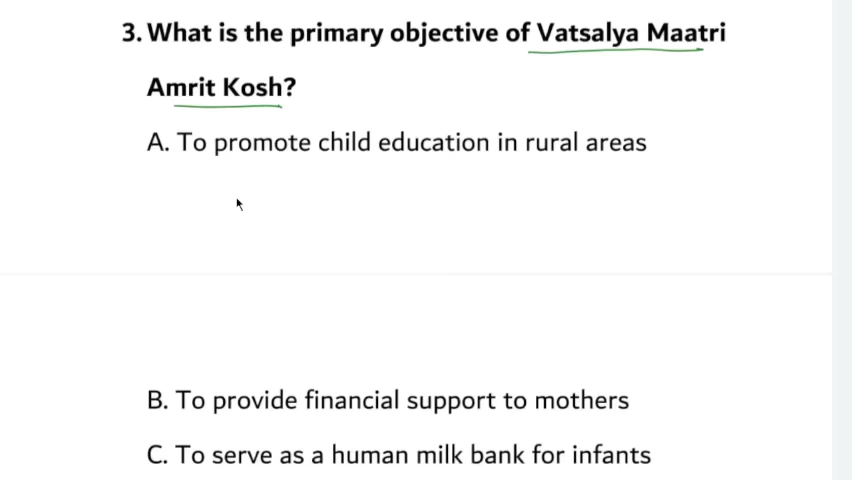 3. What is the primary objective of Vatsalya Maatri
Amrit Kosh?
A. To promote child education in rural areas
B. To provide financial support to mothers
C. To serve as a human milk bank for infants